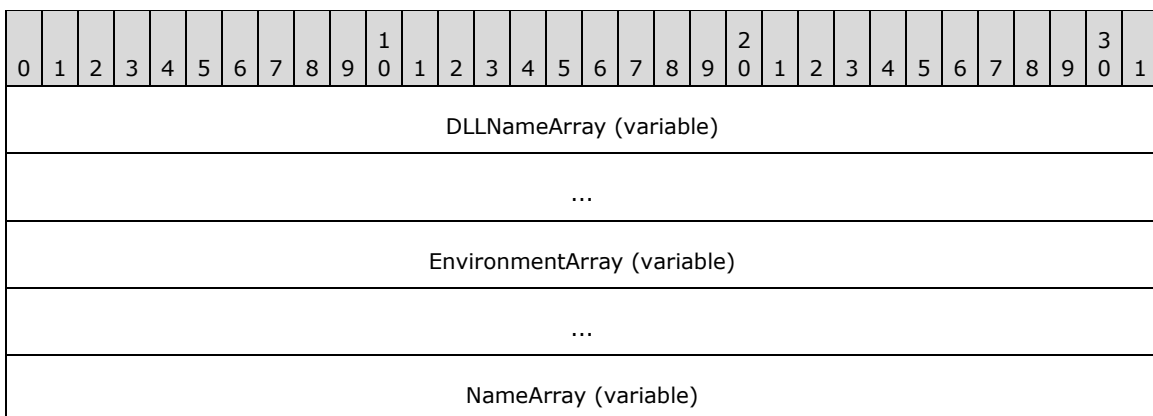 1 2 3
0 1 2 3 4 5 6 7 8 9 0 1 2 3 4 5 6 7 8 9 0 1 2 3 4 5 6 7 8 9 0 1
DLLNameArray (variable)
...
EnvironmentArray (variable)
...
NameArray (variable)